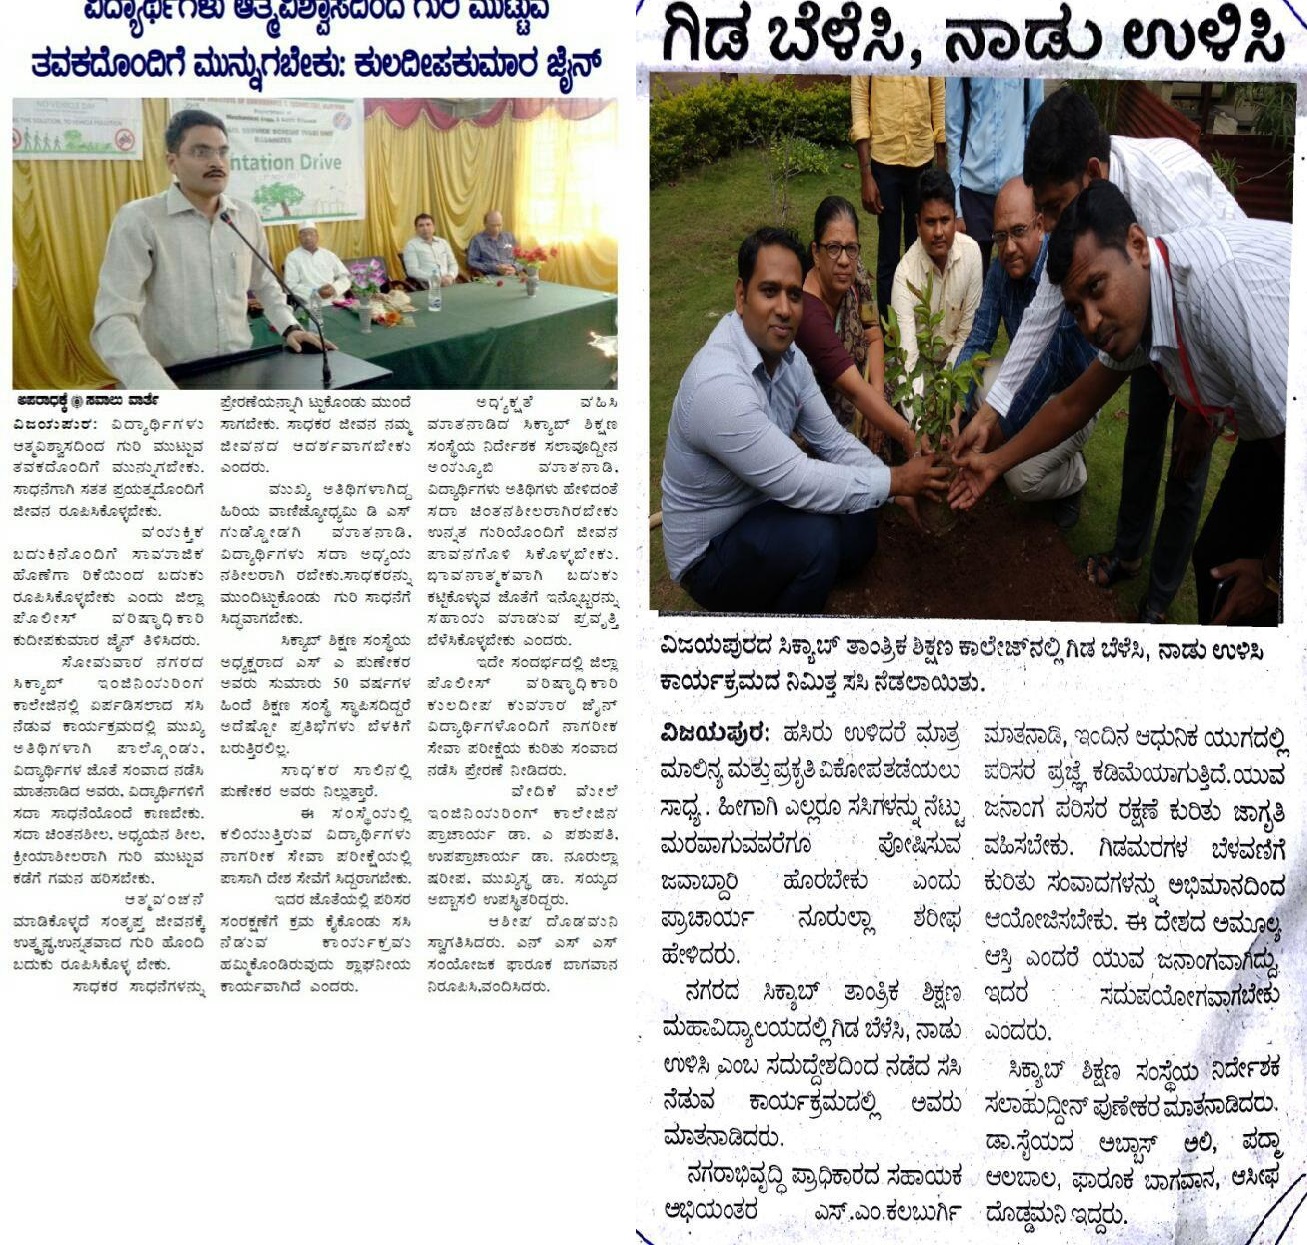 ವಿದ್ಯಾರ್ಥಿಗಳು ಆತ್ಮವಿಶ್ವಾಸದಿಂದ ಗುರಿ ಮುಟ್ಟುವ
ತವಕದೊಂದಿಗೆ ಮುನ್ನುಗಬೇಕು: ಕುಲದೀಪಕುಮಾರ ಜೈನ್
NO VEHICLE DAY
THE SOLUTION, TO VEHICLE POLLUTION
ntation Drive
ಅಪರಾಧಕ್ಕೆ ಸವಾಲು ವಾರ್ತೆ
ವಿಜಯಪುರ: ವಿದ್ಯಾರ್ಥಿಗಳು
ಆತ್ಮವಿಶ್ವಾಸದಿಂದ ಗುರಿ ಮುಟ್ಟುವ
ತವಕದೊಂದಿಗೆ ಮುನ್ನುಗಬೇಕು.
ಸಾಧನೆಗಾಗಿ ಸತತ ಪ್ರಯತ್ನದೊಂದಿಗೆ
ಜೀವನ ರೂಪಿಸಿಕೊಳ್ಳಬೇಕು.
ವೈಯಕ್ತಿಕ
ಬದುಕಿನೊಂದಿಗೆ ಸಾಮಾಜಿಕ
ಹೊಣೆಗಾ ರಿಕೆಯಿಂದ ಬದುಕು
ರೂಪಿಸಿಕೊಳ್ಳಬೇಕು ಎಂದು ಜಿಲ್ಲಾ
ಪೊಲೀಸ್ ವರಿಷ್ಠಾಧಿಕಾರಿ
ಕುದೀಪಕುಮಾರ ಜೈನ್ ತಿಳಿಸಿದರು.
ಸೋಮವಾರ ನಗರದ
ಸಿಕ್ಯಾಬ್ ಇಂಜಿನಿಯರಿಂಗ
ಕಾಲೇಜಿನಲ್ಲಿ ಏರ್ಪಡಿಸಲಾದ ಸಸಿ
ನೆಡುವ ಕಾರ್ಯಕ್ರಮದಲ್ಲಿ ಮುಖ್ಯ
ಅತಿಥಿಗಳಾಗಿ ಪಾಲ್ಗೊಂಡು,
ವಿದ್ಯಾರ್ಥಿಗಳ ಜೊತೆ ಸಂವಾದ ನಡೆಸಿ
ಮಾತನಾಡಿದ ಅವರು, ವಿದ್ಯಾರ್ಥಿಗಳಿಗೆ
ಸದಾ ಸಾಧನೆಯೊಂದೆ ಕಾಣಬೇಕು.
ಸದಾ ಚಿಂತನಶೀಲ, ಅಧ್ಯಯನ ಶೀಲ,
ಕ್ರೀಯಾಶೀಲರಾಗಿ ಗುರಿ ಮುಟ್ಟುವ
ಕಡೆಗೆ ಗಮನ ಹರಿಸಬೇಕು.
ಆತ್ಮವಂಚನೆ
ಮಾಡಿಕೊಳ್ಳದೆ ಸಂತೃಪ್ತ ಜೀವನಕ್ಕೆ
ಉತ್ಕೃಷ್ಠ,ಉನ್ನತವಾದ ಗುರಿ ಹೊಂದಿ
ಬದುಕು ರೂಪಿಸಿಕೊಳ್ಳ ಬೇಕು.
ಸಾಧಕರ ಸಾಧನೆಗಳನ್ನು
ಪ್ರೇರಣೆಯನ್ನಾಗಿ ಟ್ಟುಕೊಂಡು ಮುಂದೆ
ಸಾಗಬೇಕು. ಸಾಧಕರ ಜೀವನ ನಮ್ಮ
ಜೀವನದ ಆದರ್ಶವಾಗಬೇಕು
ಎಂದರು.
ಮುಖ್ಯ ಅತಿಥಿಗಳಾಗಿದ್ದ
ಹಿರಿಯ ವಾಣಿಜ್ಯೋಧ್ಯಮಿ ಡಿ ಎಸ್
ಗುಡ್ಡೋಡಗಿ ಮಾತನಾಡಿ,
ವಿದ್ಯಾರ್ಥಿಗಳು ಸದಾ ಅಧ್ಯಯ
ನಶೀಲರಾಗಿ ರಬೇಕು.ಸಾಧಕರನ್ನು
ಮುಂದಿಟ್ಟುಕೊಂಡು ಗುರಿ ಸಾಧನೆಗೆ
ಸಿದ್ಧವಾಗಬೇಕು.
ಸಿಕ್ಯಾಬ್ ಶಿಕ್ಷಣ ಸಂಸ್ಥೆಯ
ಅಧ್ಯಕ್ಷರಾದ ಎಸ್ ಎ ಪುಣೇಕರ
ಅವರು ಸುಮಾರು 50 ವರ್ಷಗಳ
ಹಿಂದೆ ಶಿಕ್ಷಣ ಸಂಸ್ಥೆ ಸ್ಥಾಪಿಸದಿದ್ದರೆ
ಅದೆಷ್ಟೋ ಪ್ರತಿಭೆಗಳು ಬೆಳಕಿಗೆ
ಬರುತ್ತಿರಲಿಲ್ಲ.
ಸಾಧಕರ ಸಾಲಿನಲ್ಲಿ
ಪುಣೇಕರ ಅವರು ನಿಲ್ಲುತ್ತಾರೆ.
ಈ ಸಂಸ್ಥೆಯಲ್ಲಿ
ಕಲಿಯುತ್ತಿರುವ ವಿದ್ಯಾರ್ಥಿಗಳು
ನಾಗರೀಕ ಸೇವಾ ಪರೀಕ್ಷೆಯಲ್ಲಿ
ಪಾಸಾಗಿ ದೇಶ ಸೇವೆಗೆ ಸಿದ್ದರಾಗಬೇಕು.
ಇದರ ಜೊತೆಯಲ್ಲಿ ಪರಿಸರ
ಸಂರಕ್ಷಣೆಗೆ ಕ್ರಮ ಕೈಕೊಂಡು ಸಸಿ
ನೆಡುವ ಕಾರ್ಯಕ್ರಮ
ಹಮ್ಮಿಕೊಂಡಿರುವುದು ಶ್ಲಾಘನೀಯ
ಕಾರ್ಯವಾಗಿದೆ ಎಂದರು.
ಅಧ್ಯಕ್ಷತೆ ವಹಿಸಿ
ಮಾತನಾಡಿದ ಸಿಕ್ಯಾಬ್ ಶಿಕ್ಷಣ
ಸಂಸ್ಥೆಯ ನಿರ್ದೇಶಕ ಸಲಾವೂದ್ದೀನ
ಅಂಯ್ಯೂಬಿ ಮಾತನಾಡಿ,
ವಿದ್ಯಾರ್ಥಿಗಳು ಅತಿಥಿಗಳು ಹೇಳಿದಂತೆ
ಸದಾ ಚಿಂತನಶೀಲರಾಗಿರಬೇಕು
ಉನ್ನತ ಗುರಿಯೊಂದಿಗೆ ಜೀವನ
ಪಾವನಗೊಳಿ ಸಿಕೊಳ್ಳಬೇಕು.
ಭಾವನಾತ್ಮಕವಾಗಿ ಬದುಕು
ಕಟ್ಟಿಕೊಳ್ಳುವ ಜೊತೆಗೆ ಇನ್ನೊಬ್ಬರನ್ನು
ಸಹಾಯ ಮಾಡುವ ಪ್ರವೃತ್ತಿ
ಬೆಳೆಸಿಕೊಳ್ಳಬೇಕು ಎಂದರು.
ಇದೇ ಸಂದರ್ಭದಲ್ಲಿ ಜಿಲ್ಲಾ
ಪೊಲೀಸ್ ವರಿಷ್ಠಾಧಿಕಾರಿ
ಕುಲದೀಪ ಕುಮಾರ ಜೈನ್
ವಿದ್ಯಾರ್ಥಿಗಳೊಂದಿಗೆ ನಾಗರೀಕ
ಸೇವಾ ಪರೀಕ್ಷೆಯ ಕುರಿತು ಸಂವಾದ
ನಡೆಸಿ ಪ್ರೇರಣೆ ನೀಡಿದರು.
ವೇದಿಕೆ ಮೇಲೆ
ಇಂಜಿನಿಯರಿಂಗ್ ಕಾಲೇಜಿನ
ಪ್ರಾಚಾರ್ಯ ಡಾ. ಎ ಪಶುಪತಿ,
ಉಪಪ್ರಾಚಾರ್ಯ ಡಾ. ನೂರುಲ್ಲಾ
ಷರೀಪ, ಮುಖ್ಯಸ್ಥ ಡಾ. ಸಯ್ಯದ
ಅಬ್ಬಾಸಲಿ ಉಪಸ್ಥಿತರಿದ್ದರು.
ಆಶೀಪ ದೊಡಮನಿ
ಸ್ವಾಗತಿಸಿದರು. ಎನ್ ಎಸ್ ಎಸ್
ಸಂಯೋಜಕ ಫಾರೂಕ ಬಾಗವಾನ
ನಿರೂಪಿಸಿ,ವಂದಿಸಿದರು.
ಗಿಡ ಬೆಳೆಸಿ, ನಾಡು ಉಳಿಸಿ
ವಿಜಯಪುರದ ಸಿಕ್ಯಾಬ್ ತಾಂತ್ರಿಕ ಶಿಕ್ಷಣ ಕಾಲೇಜ್‌ನಲ್ಲಿ ಗಿಡ ಬೆಳೆಸಿ, ನಾಡು ಉಳಿಸಿ
ಕಾರ್ಯಕ್ರಮದ ನಿಮಿತ್ತ ಸಸಿ ನೆಡಲಾಯಿತು.
ವಿಜಯಪುರ: ಹಸಿರು ಉಳಿದರೆ ಮಾತ್ರ
ಮಾಲಿನ್ಯ ಮತ್ತು ಪ್ರಕೃತಿ ವಿಕೋಪ ತಡೆಯಲು
ಸಾಧ್ಯ. ಹೀಗಾಗಿ ಎಲ್ಲರೂ ಸಸಿಗಳನ್ನು ನೆಟ್ಟು
ಮರವಾಗುವವರೆಗೂ ಪೋಷಿಸುವ
ಜವಾಬ್ದಾರಿ ಹೊರಬೇಕು ಎಂದು
ಪ್ರಾಚಾರ್ಯ ನೂರುಲ್ಲಾ ಶರೀಫ
ಹೇಳಿದರು.
ನಗರದ ಸಿಕ್ಯಾಬ್ ತಾಂತ್ರಿಕ ಶಿಕ್ಷಣ
ಮಹಾವಿದ್ಯಾಲಯದಲ್ಲಿ ಗಿಡ ಬೆಳೆಸಿ, ನಾಡು
ಉಳಿಸಿ ಎಂಬ ಸದುದ್ದೇಶದಿಂದ ನಡೆದ ಸಸಿ
ನೆಡುವ ಕಾರ್ಯಕ್ರಮದಲ್ಲಿ ಅವರು
ಮಾತನಾಡಿದರು.
ನಗರಾಭಿವೃದ್ಧಿ ಪ್ರಾಧಿಕಾರದ ಸಹಾಯಕ
ಅಭಿಯಂತರ ಎಸ್.ಎಂ.ಕಲಬುರ್ಗಿ
ಮಾತನಾಡಿ, ಇಂದಿನ ಆಧುನಿಕ ಯುಗದಲ್ಲಿ
ಪರಿಸರ ಪ್ರಜ್ಞೆ ಕಡಿಮೆಯಾಗುತ್ತಿದೆ. ಯುವ
ಜನಾಂಗ ಪರಿಸರ ರಕ್ಷಣೆ ಕುರಿತು ಜಾಗೃತಿ
ವಹಿಸಬೇಕು. ಗಿಡಮರಗಳ ಬೆಳವಣಿಗೆ
ಕುರಿತು ಸಂವಾದಗಳನ್ನು ಅಭಿಮಾನದಿಂದ
ಆಯೋಜಿಸಬೇಕು. ಈ ದೇಶದ ಅಮೂಲ್ಯ
ಆಸ್ತಿ ಎಂದರೆ ಯುವ ಜನಾಂಗವಾಗಿದ್ದು,
ಇದರ ಸದುಪಯೋಗವಾಗಬೇಕು
ಎಂದರು.
ಸಿಕ್ಯಾಬ್ ಶಿಕ್ಷಣ ಸಂಸ್ಥೆಯ ನಿರ್ದೇಶಕ
ಸಲಾಹುದ್ದೀನ್ ಪುಣೇಕರ ಮಾತನಾಡಿದರು.
ಡಾ.ಸೈಯದ ಅಬ್ಬಾಸ್ ಅಲಿ, ಪದ್ಮಾ
ಆಲಬಾಲ, ಫಾರೂಕ ಬಾಗವಾನ, ಆಸೀಫ
ದೊಡ್ಡಮನಿ ಇದ್ದರು.